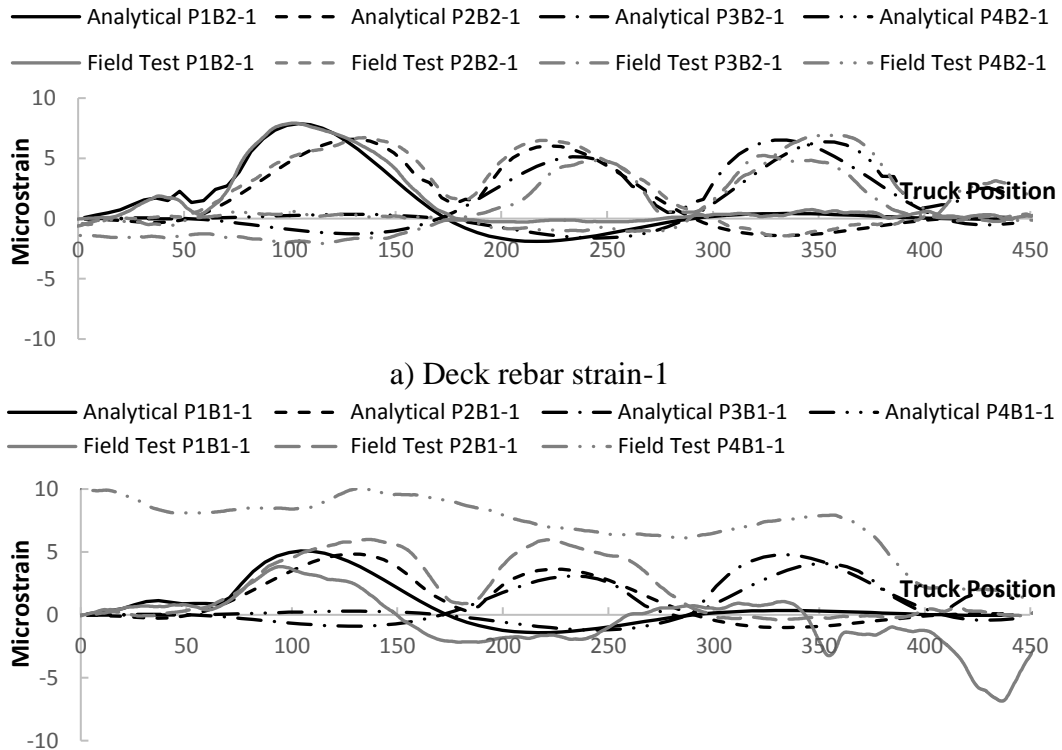 Analytical P1B2-1 Analytical P2B2-1 Analytical P3B2-1 Analytical P4B2-1
Field Test P1B2-1 Field Test P2B2-1 Field Test P3B2-1 Field Test P4B2-1
10
5
0
-5
-10
Microstrain
Truck Position
0 50 100 150 200 250 300 350 400 450
a) Deck rebar strain-1
Analytical P1B1-1 Analytical P2B1-1 Analytical P3B1-1 Analytical P4B1-1
Field Test P1B1-1 Field Test P2B1-1 Field Test P4B1-1
10
5
0
-5
-10
Microstrain
Truck Position
0 50 100 150 200 250 300 350 400 450